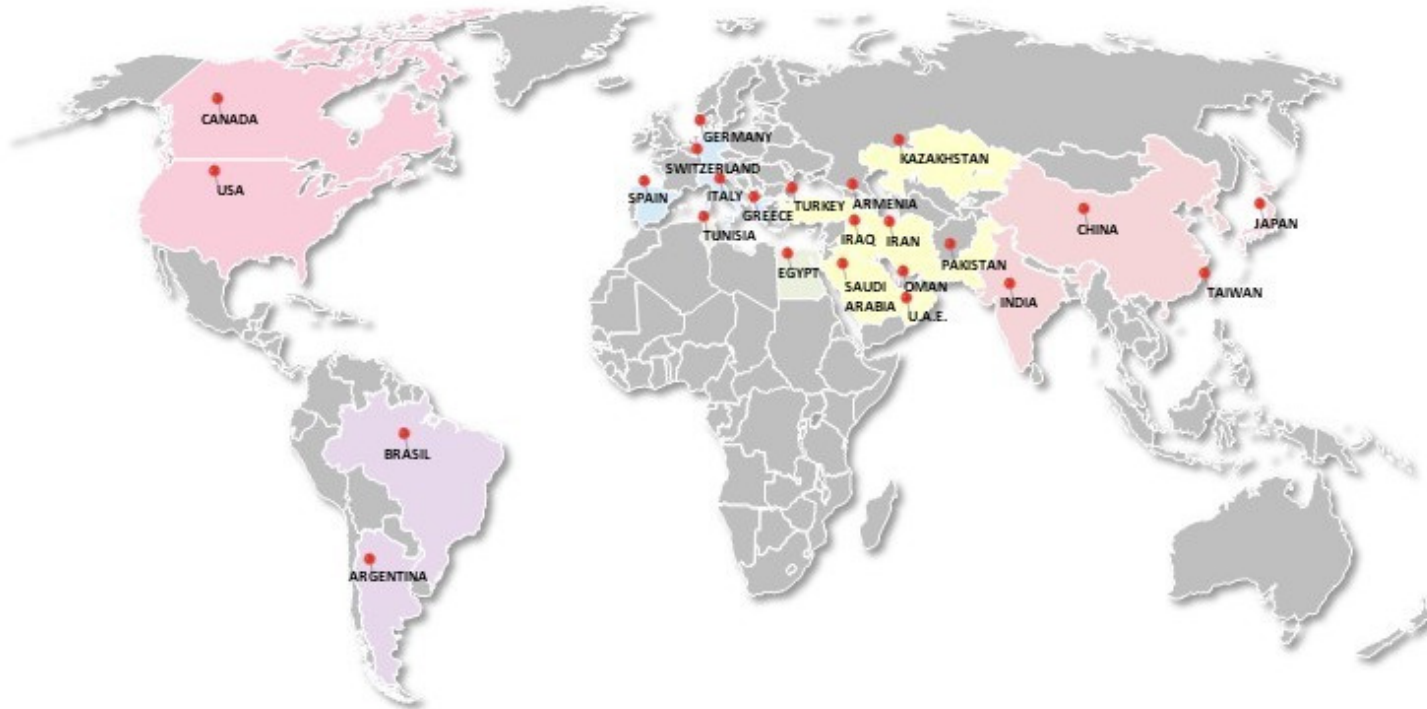 CANADA
USA
GERMANY
SWITZERLAND
SPAIN
ITALY
GREECE
TUNISIA
TURKEY
ARMENIA
KAZAKHSTAN
IRAQ
IRAN
EGYPT
SAUDI
ARABIA
OMAN
U.A.E.
PAKISTAN
INDIA
CHINA
JAPAN
TAIWAN
BRASIL
ARGENTINA